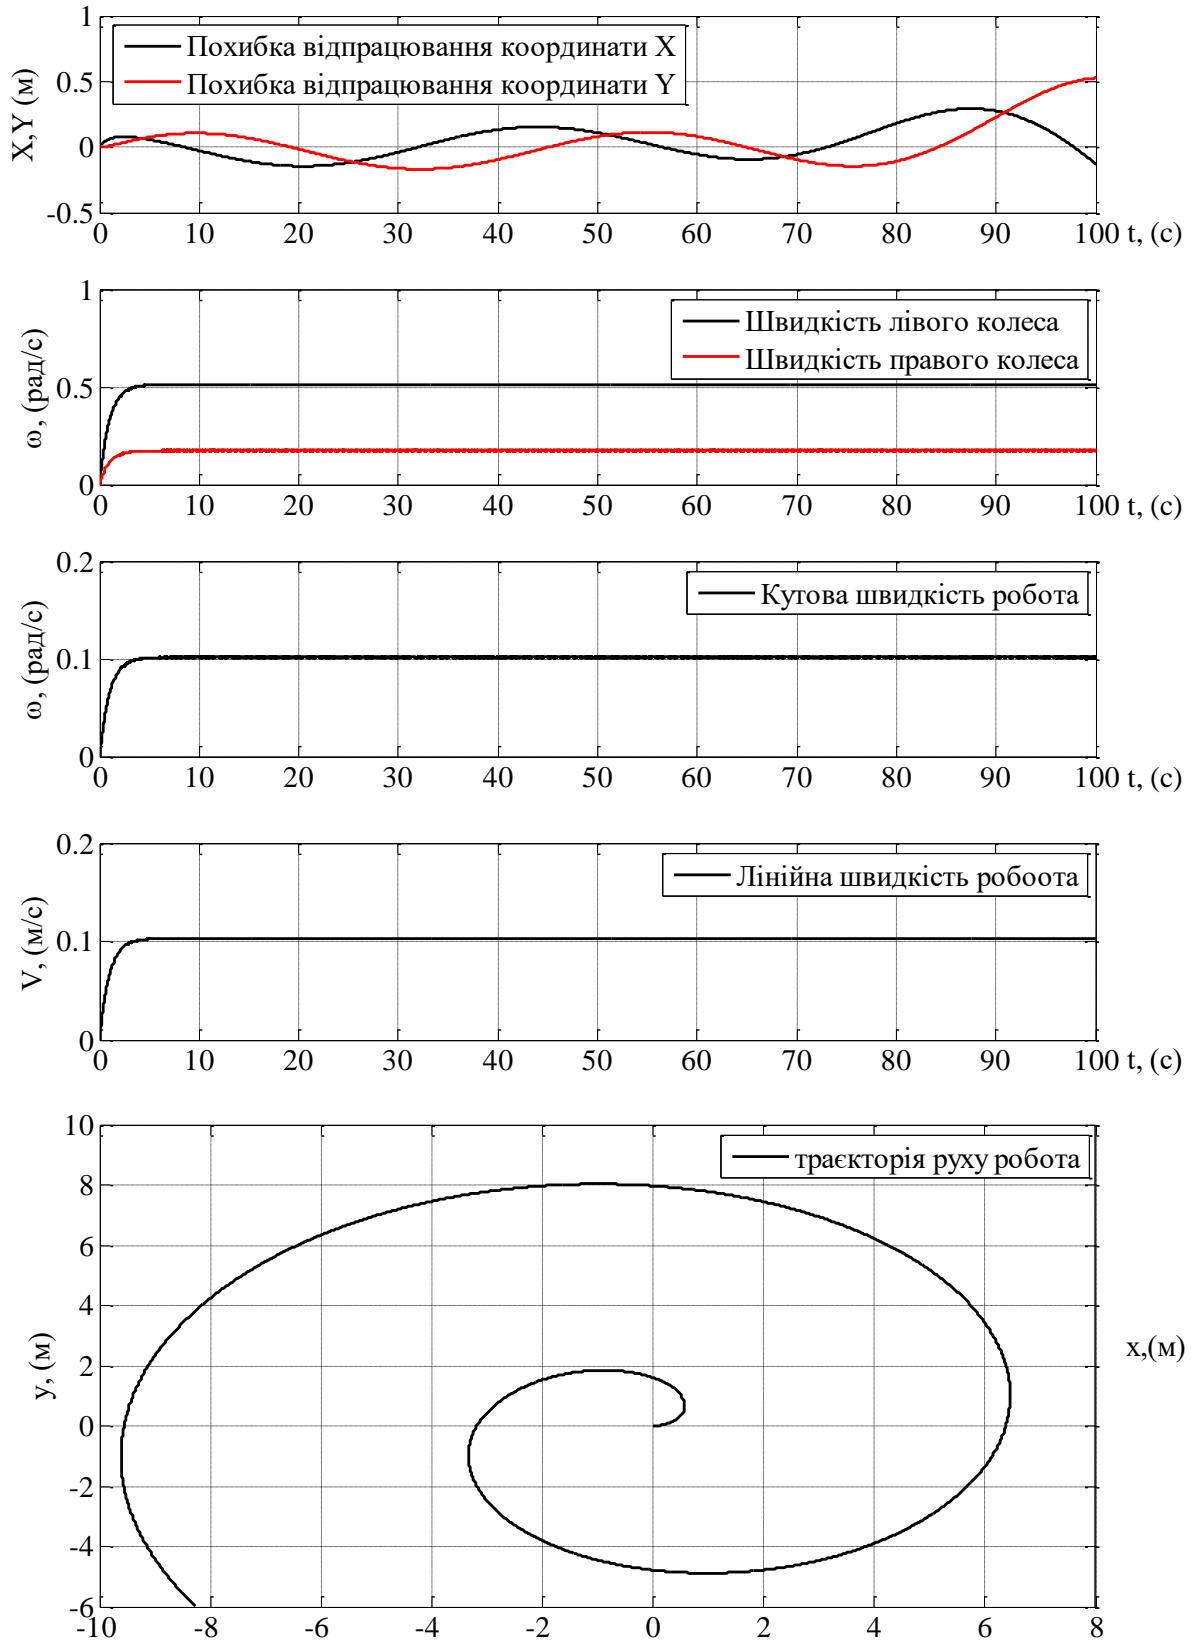 1
Похибка відпрацювання координати X
Похибка відпрацювання координати Y
0.5
0
-0.5
X,Y (м)
0 10 20 30 40 50 60 70 80 90 100 t, (с)
1
Швидкість лівого колеса
Швидкість правого колеса
0.5
0
ω, (рад/с)
0 10 20 30 40 50 60 70 80 90 100 t, (с)
0.2
Кутова швидкість робота
0.1
0
ω, (рад/с)
0 10 20 30 40 50 60 70 80 90 100 t, (с)
0.2
Лінійна швидкість робоота
0.1
0
V, (м/с)
0 10 20 30 40 50 60 70 80 90 100 t, (с)
10
траєкторія руху робота
8
6
4
2
0
-2
-4
-6
y, (м)
x,(м)
-10 -8 -6 -4 -2 0 2 4 6 8